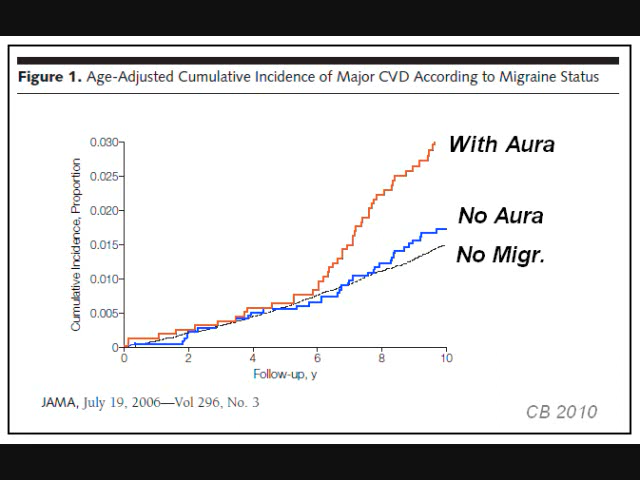 Figure 1. Age-Adjusted Cumulative Incidence of Major CVD According to Migraine Status
With Aura
No Aura
No Migr.
Cumulative Incidence, Proportion
0.030
0.025
0.020
0.015
0.010
0.005
0
0 2 4 6 8 10
Follow-up, y
JAMA, July 19, 2006—Vol 296, No. 3
CB 2010